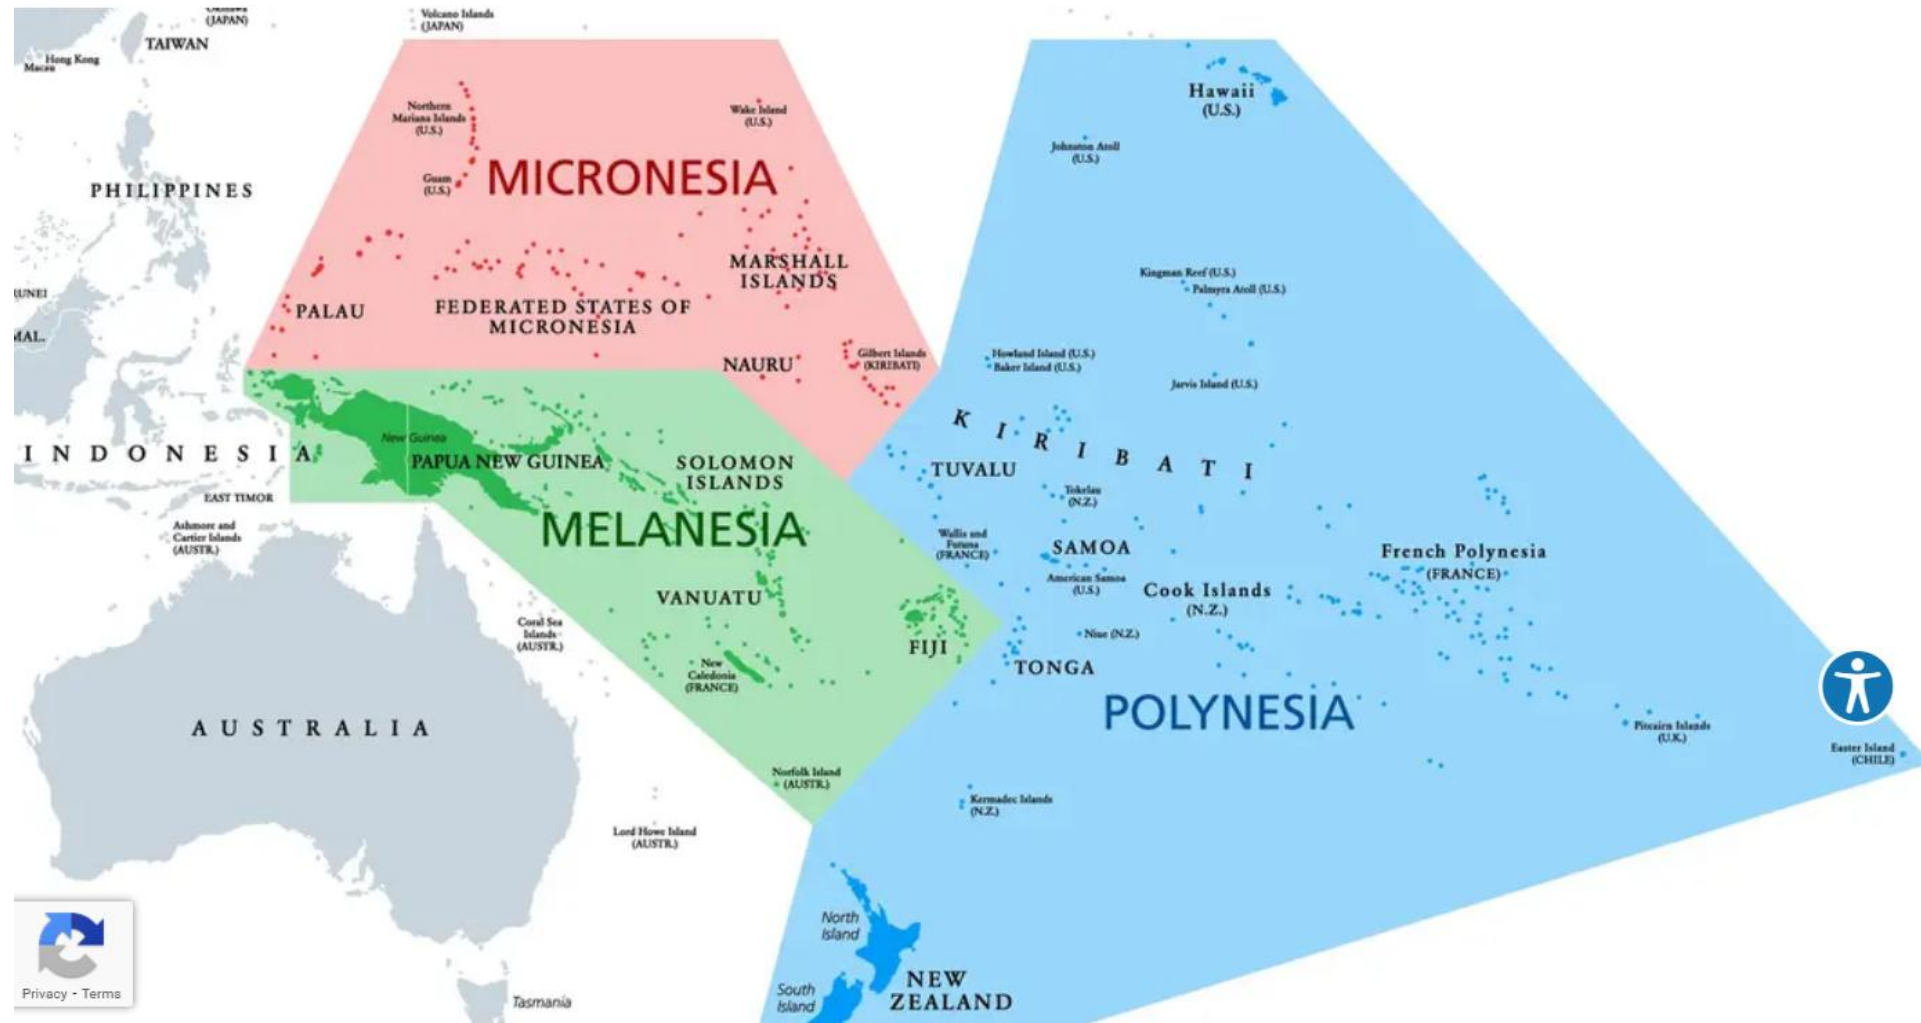 Volcano Islands
(JAPAN)
(JAPAN)
TAIWAN
Hong Kong
Macau
PHILIPPINES
Northern
Mariana Islands
(U.S.)
Wake Island
(U.S.)
Guam
(U.S.)
MICRONESIA
MARSHALL
ISLANDS
PALAU
FEDERATED STATES OF
MICRONESIA
NAURU
Gilbert Islands
(KIRIBATI)
Hawaii
(U.S.)
Johnston Atoll
(U.S.)
Kingman Reef (U.S.)
Palmyra Atoll (U.S.)
Howland Island (U.S.)
Baker Island (U.S.)
Jarvis Island (U.S.)
KIRIBATI
UNEI
MAL.
INDONESIA
EAST TIMOR
Ashmore and
Cartier Islands
(AUSTR.)
New Guinea
PAPUA NEW GUINEA
SOLOMON
ISLANDS
MELANESIA
VANUATU
FIJI
New
Caledonia
(FRANCE)
Coral Sea
Islands
(AUSTR.)
Norfolk Island
(AUSTR.)
Lord Howe Island
(AUSTR.)
AUSTRALIA
Tasmania
TUVALU
Tokelau
(N.Z.)
Wallis and
Futuna
(FRANCE)
SAMOA
American Samoa
(U.S.)
Cook Islands
(N.Z.)
French Polynesia
(FRANCE)
Niue (N.Z.)
TONGA
POLYNESIA
Pitcairn Islands
(U.K.)
Easter Island
(CHILE)
Kermadec Islands
(N.Z.)
North
Island
South
Island
NEW
ZEALAND
Privacy - Terms